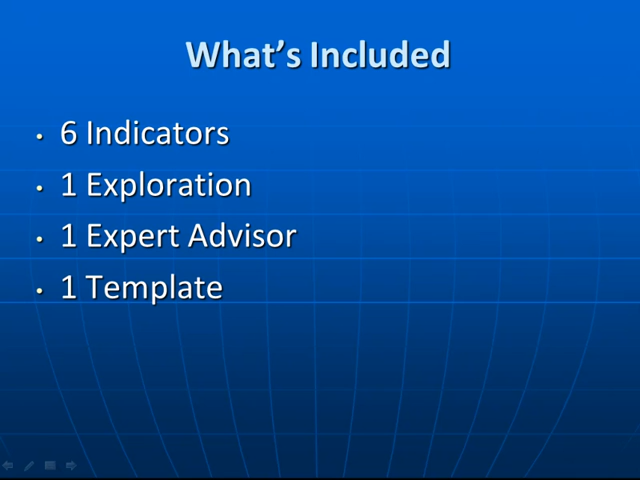 What's Included
• 6 Indicators
• 1 Exploration
• 1 Expert Advisor
• 1 Template